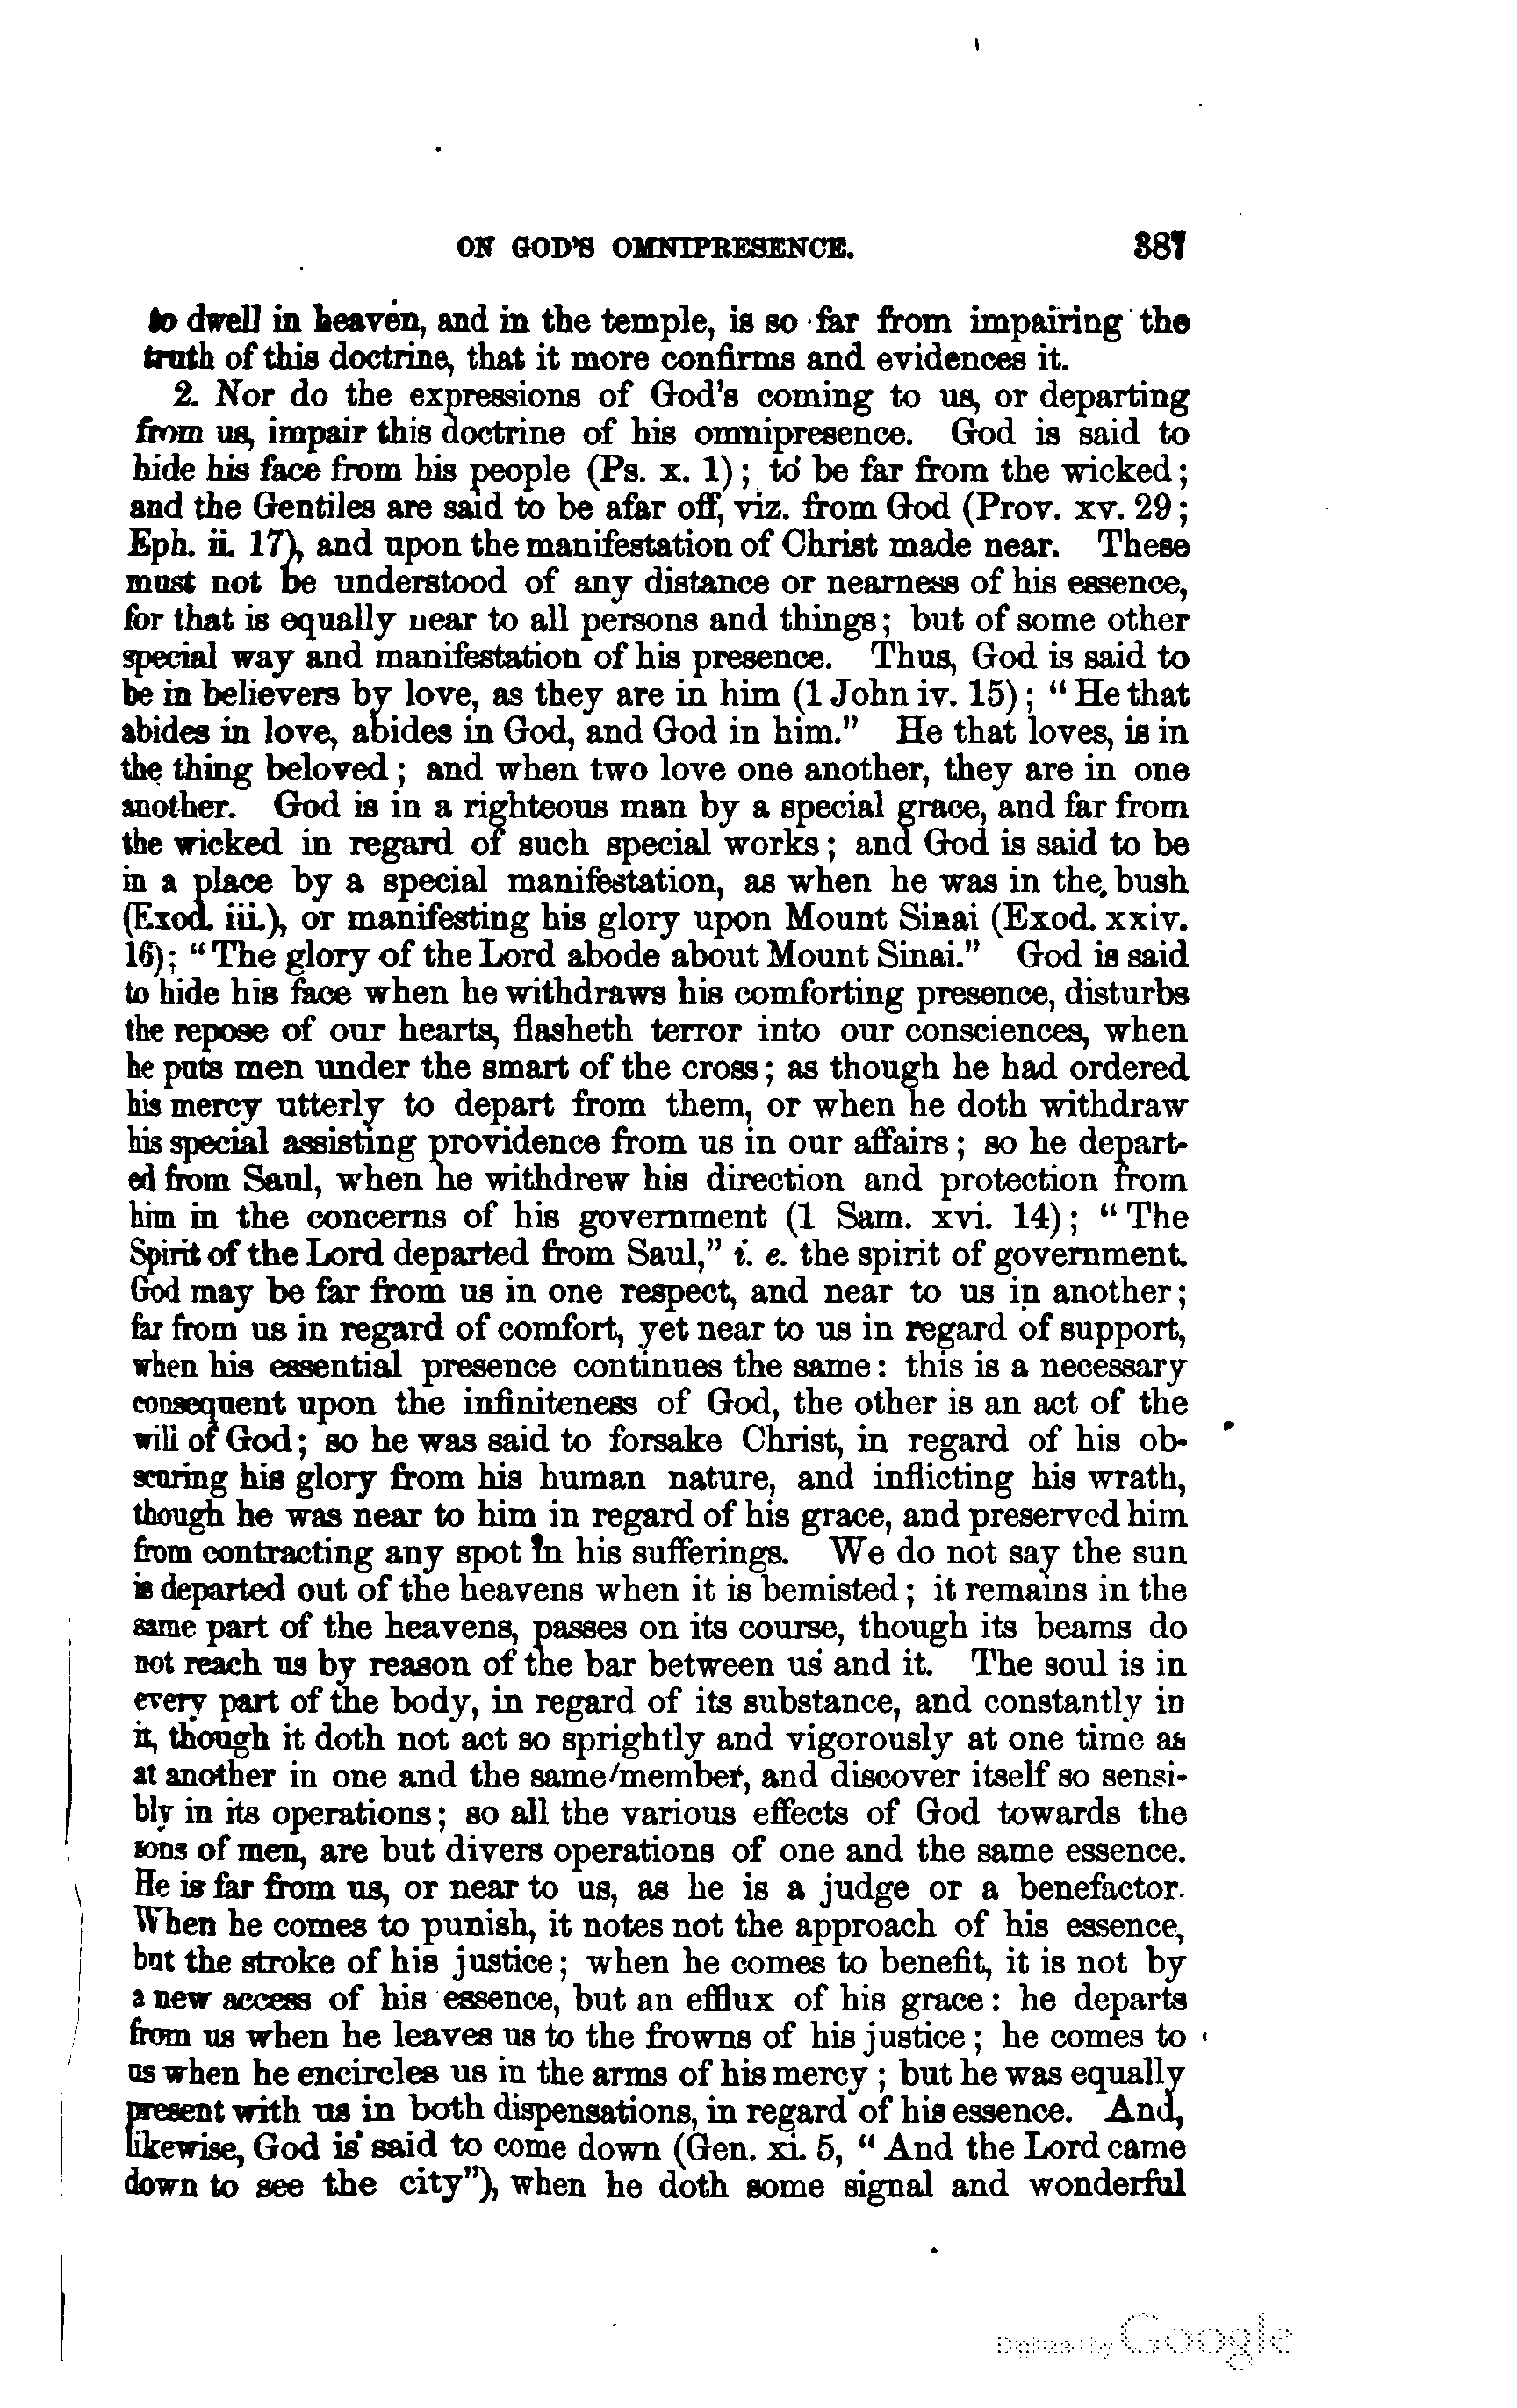 ON GOD'S OMNIPRESENCE. 387
to dwell in heaven, and in the temple, is so far from impairing the
truth of this doctrine, that it more confirms and evidences it.
2. Nor do the expressions of God's coming to us, or departing
from us, impair this doctrine of his omnipresence. God is said to
hide his face from his people (Ps. x. 1); to be far from the wicked;
and the Gentiles are said to be afar off, viz. from God (Prov. xv. 29;
Eph. ii. 17), and upon the manifestation of Christ made near. These
must not be understood of any distance or nearness of his essence,
for that is equally near to all persons and things; but of some other
special way and manifestation of his presence. Thus, God is said to
be in believers by love, as they are in him (1 John iv. 15); "He that
abides in love, abides in God, and God in him." He that loves, is in
the thing beloved; and when two love one another, they are in one
another. God is in a righteous man by a special grace, and far from
the wicked in regard of such special works; and God is said to be
in a place by a special manifestation, as when he was in the bush
(Exod. iii.), or manifesting his glory upon Mount Sinai (Exod. xxiv.
16); "The glory of the Lord abode about Mount Sinai." God is said
to hide his face when he withdraws his comforting presence, disturbs
the repose of our hearts, flasheth terror into our consciences, when
he puts men under the smart of the cross; as though he had ordered
his mercy utterly to depart from them, or when he doth withdraw
his special assisting providence from us in our affairs; so he depart-
ed from Saul, when he withdrew his direction and protection from
him in the concerns of his government (1 Sam. xvi. 14); "The
Spirit of the Lord departed from Saul," i. e. the spirit of government.
God may be far from us in one respect, and near to us in another;
far from us in regard of comfort, yet near to us in regard of support,
when his essential presence continues the same: this is a necessary
consequent upon the infiniteness of God, the other is an act of the
will of God; so he was said to forsake Christ, in regard of his ob-
scuring his glory from his human nature, and inflicting his wrath,
though he was near to him in regard of his grace, and preserved him
from contracting any spot in his sufferings. We do not say the sun
is departed out of the heavens when it is bemisted; it remains in the
same part of the heavens, passes on its course, though its beams do
not reach us by reason of the bar between us and it. The soul is in
every part of the body, in regard of its substance, and constantly in
it, though it doth not act so sprightly and vigorously at one time as
at another in one and the same member, and discover itself so sensi-
bly in its operations; so all the various effects of God towards the
sons of men, are but divers operations of one and the same essence.
He is far from us, or near to us, as he is a judge or a benefactor.
When he comes to punish, it notes not the approach of his essence,
but the stroke of his justice; when he comes to benefit, it is not by
a new access of his essence, but an efflux of his grace: he departs
from us when he leaves us to the frowns of his justice; he comes to
us when he encircles us in the arms of his mercy; but he was equally
present with us in both dispensations, in regard of his essence. And,
likewise, God is said to come down (Gen. xi. 5, "And the Lord came
down to see the city"), when he doth some signal and wonderful
Digitized by Google